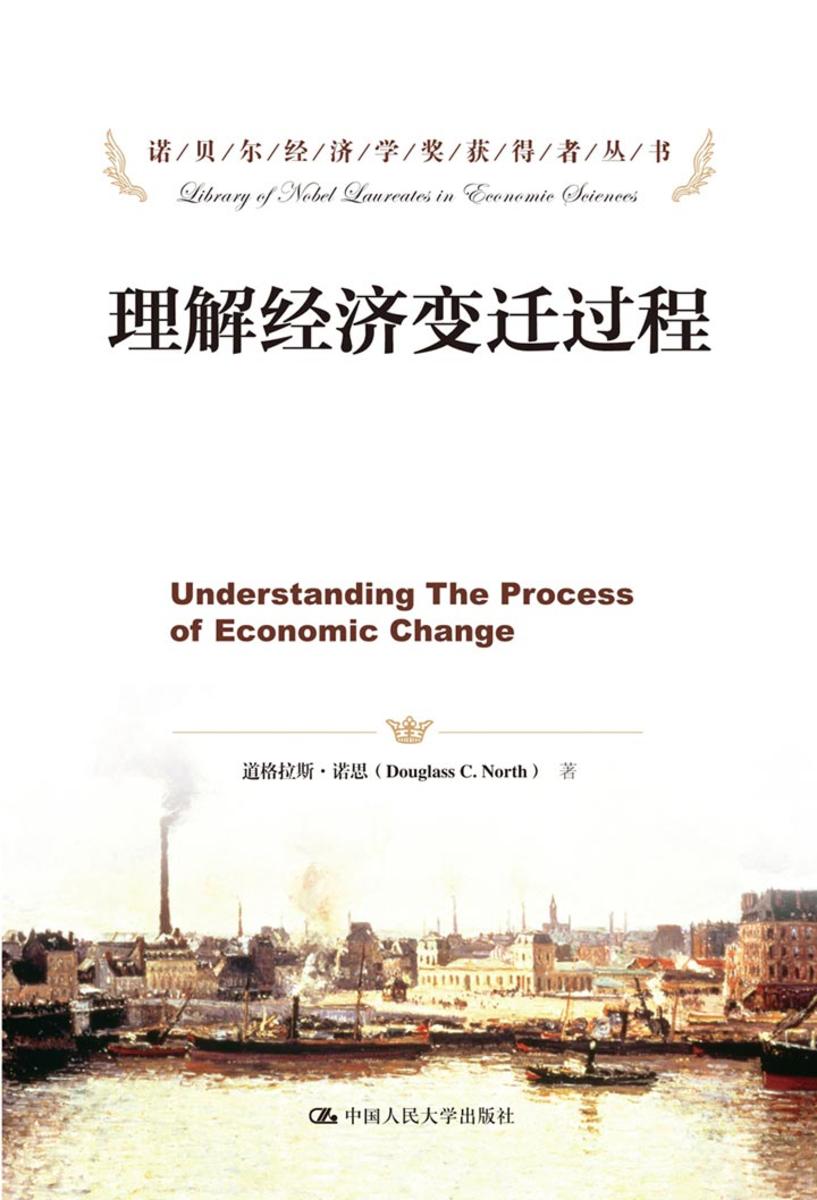 诺/贝/尔/经/济/学/奖/获/得/者/丛/书
Library of Nobel Laureates in Economic Sciences
理解经济变迁过程
Understanding The Process
of Economic Change
道格拉斯·诺思(Douglass C. North) 著
中国人民大学出版社